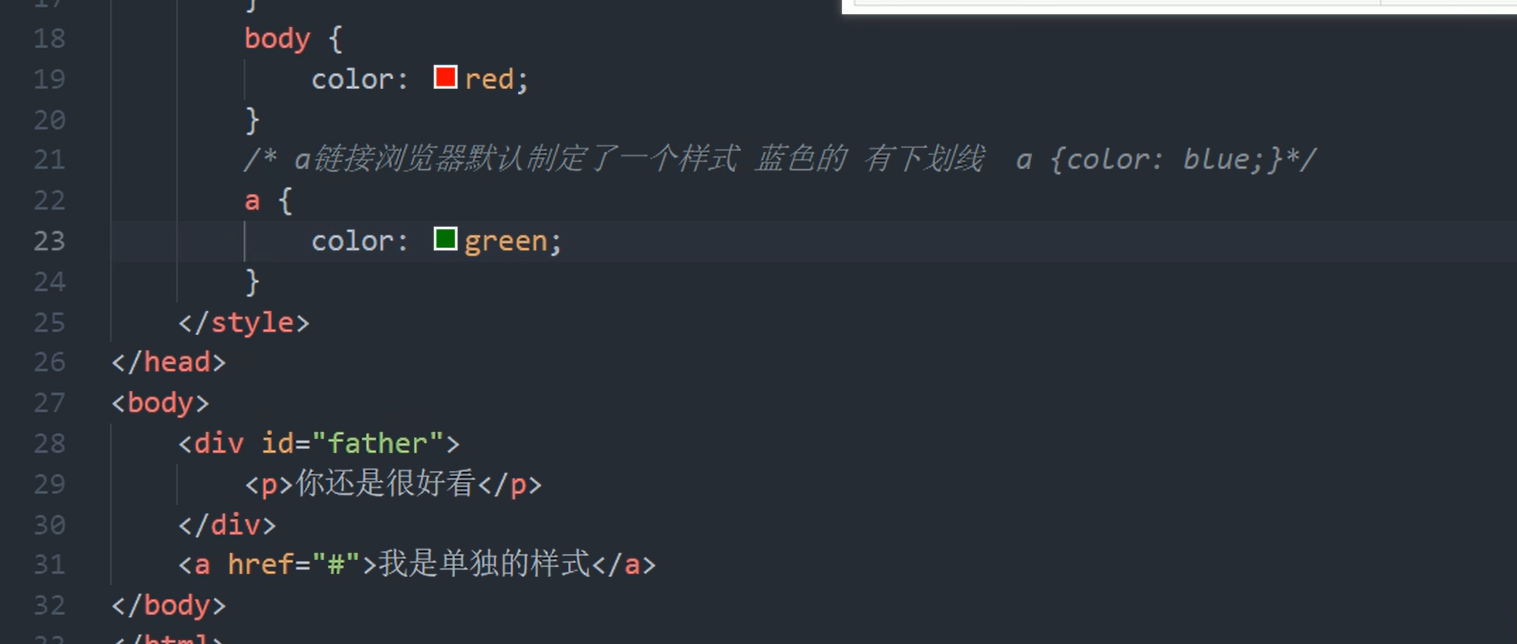 18 body {
19 color: red;
20 }
21 /* a链接浏览器默认制定了一个样式 蓝色的 有下划线 a {color: blue;}*/
22 a {
23 color: green;
24 }
25 </style>
26 </head>
27 <body>
28 <div id="father">
29 <p>你还是很好看</p>
30 </div>
31 <a href="#">我是单独的样式</a>
32 </body>
33 </html>